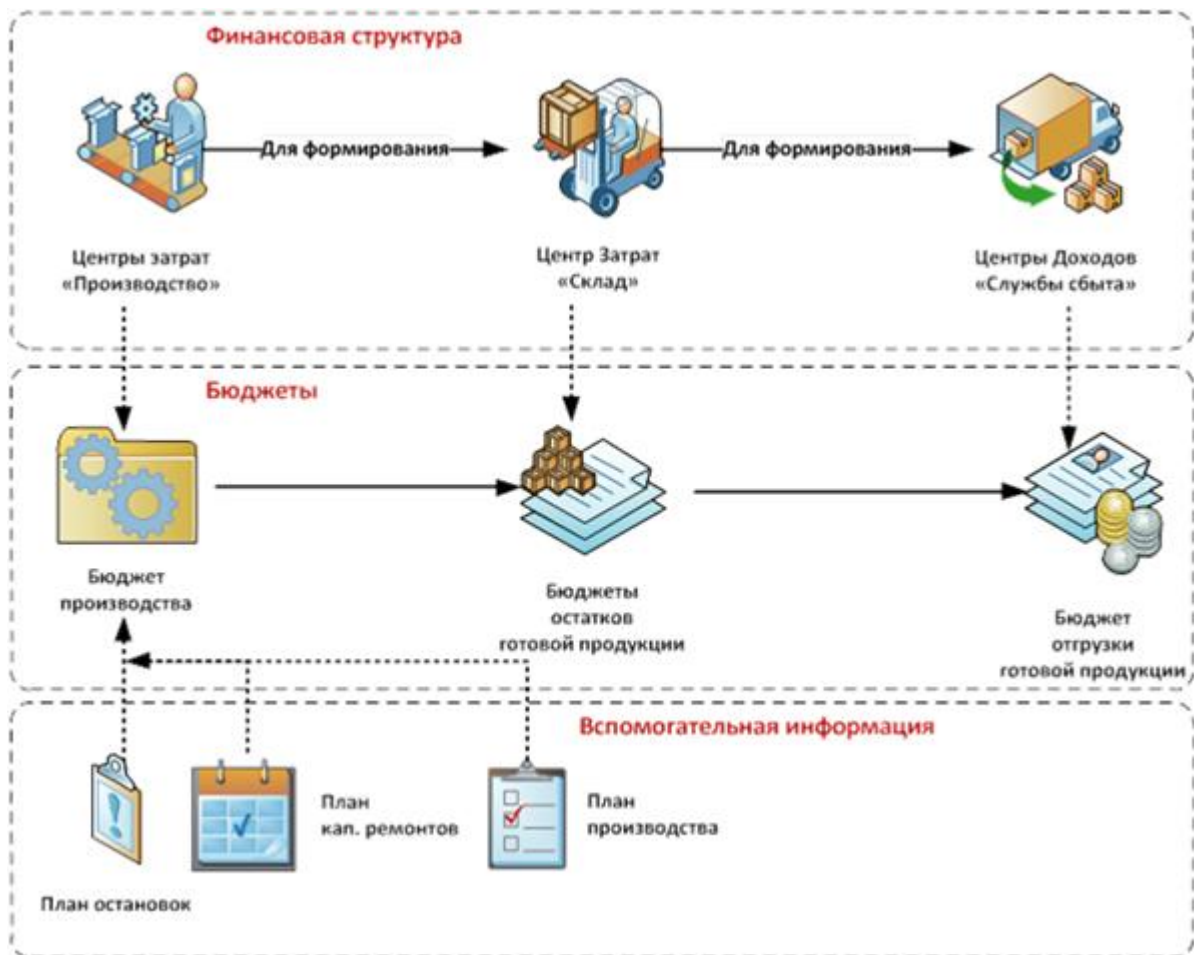 Финансовая структура
Для формирования
Для формирования
Центры затрат
«Производство»
Центр Затрат
«Склад»
Центры Доходов
«Службы сбыта»
Бюджеты
Бюджет
производства
Бюджеты
остатков
готовой продукции
Бюджет
отгрузки
готовой продукции
Вспомогательная информация
План
кап. ремонтов
План
производства
План остановок